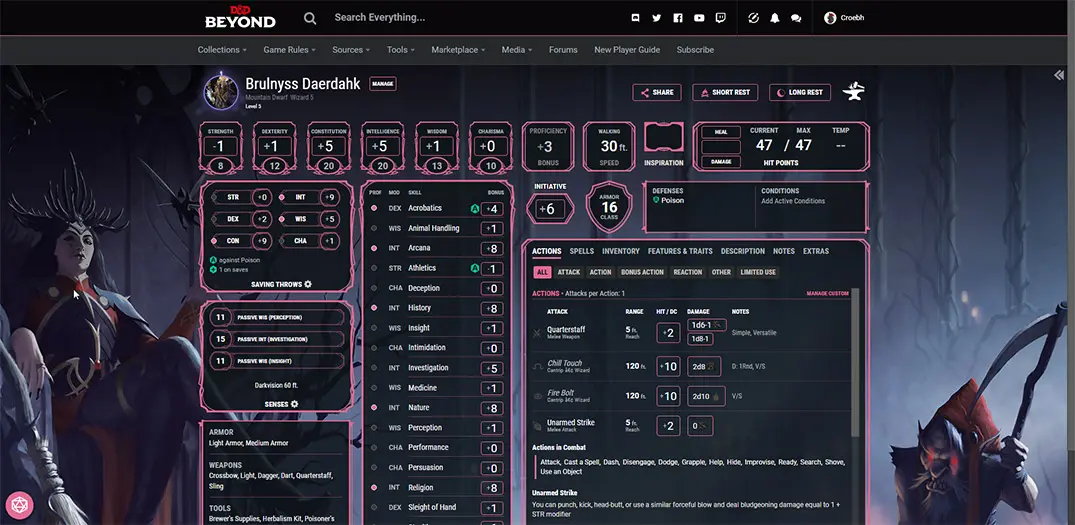 D&D
BEYOND
Search Everything...
Croebh
Collections
Game Rules
Sources
Tools
Marketplace
Media
Forums
New Player Guide
Subscribe
Brulnyss Daerdahk
MANAGE
Mountain Dwarf Wizard 5
Level 5
SHARE
SHORT REST
LONG REST
STRENGTH
-1
8
DEXTERITY
+1
12
CONSTITUTION
+5
20
INTELLIGENCE
+5
20
WISDOM
+1
13
CHARISMA
+0
10
PROFICIENCY
+3
BONUS
WALKING
30 ft.
SPEED
INSPIRATION
HEAL
DAMAGE
CURRENT
47
/
MAX
47
TEMP
--
HIT POINTS
STR +0
INT +9
DEX +2
WIS +5
CON +9
CHA +1
against Poison
1 on saves
SAVING THROWS
11 PASSIVE WIS (PERCEPTION)
15 PASSIVE INT (INVESTIGATION)
11 PASSIVE WIS (INSIGHT)
Darkvision 60 ft.
SENSES
ARMOR
Light Armor, Medium Armor
WEAPONS
Crossbow, Light, Dagger, Dart, Quarterstaff,
Sling
TOOLS
Brewer's Supplies, Herbalism Kit, Poisoner's
PROF MOD SKILL BONUS
DEX Acrobatics A +4
WIS Animal Handling +1
INT Arcana +8
STR Athletics A -1
CHA Deception +0
INT History +8
WIS Insight +1
CHA Intimidation +0
INT Investigation +5
WIS Medicine +1
INT Nature +8
WIS Perception +1
CHA Performance +0
CHA Persuasion +0
INT Religion +8
DEX Sleight of Hand +1
INITIATIVE
+6
ARMOR
16
CLASS
DEFENSES
Poison
CONDITIONS
Add Active Conditions
ACTIONS SPELLS INVENTORY FEATURES & TRAITS DESCRIPTION NOTES EXTRAS
ALL ATTACK ACTION BONUS ACTION REACTION OTHER LIMITED USE
ACTIONS • Attacks per Action: 1
MANAGE CUSTOM
ATTACK RANGE HIT / DC DAMAGE NOTES
Quarterstaff
Melee Weapon
5 ft.
Reach
+2
1d6-1
1d8-1
Simple, Versatile
Chill Touch
120 ft.
+10
2d8
D: 1Rnd, V/S
Fire Bolt
120 ft.
+10
2d10
V/S
Unarmed Strike
Melee Attack
5 ft.
Reach
+2
0
Actions in Combat
Attack, Cast a Spell, Dash, Disengage, Dodge, Grapple, Help, Hide, Improvise, Ready, Search, Shove,
Use an Object
Unarmed Strike
You can punch, kick, head-butt, or use a similar forceful blow and deal bludgeoning damage equal to 1 +
STR modifier